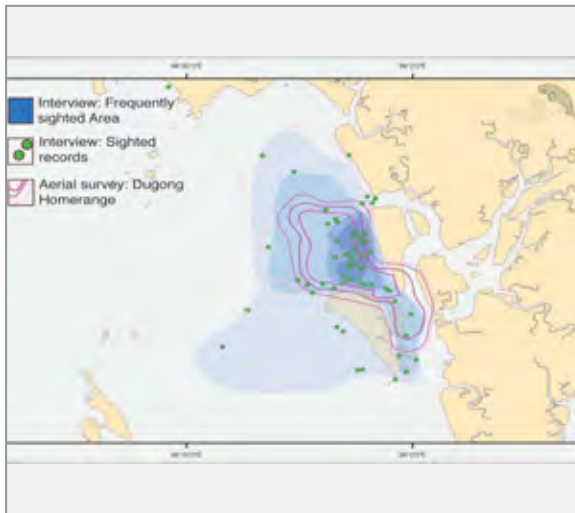 Interview: Frequently
sighted Area
Interview: Sighted
records
Aerial survey: Dugong
Homerange